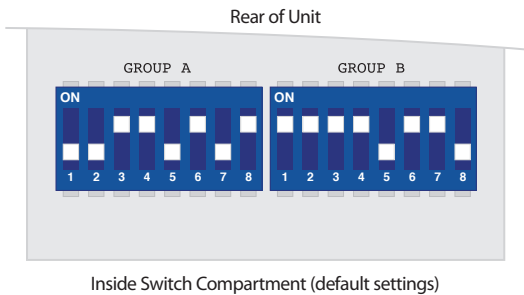 Rear of Unit
GROUP A GROUP B
ON ON
1 2 3 4 5 6 7 8 1 2 3 4 5 6 7 8
Inside Switch Compartment (default settings)